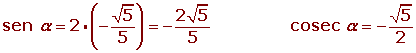 sen α = 2 · (−√5/5) = −2√5/5 cosec α = −√5/2